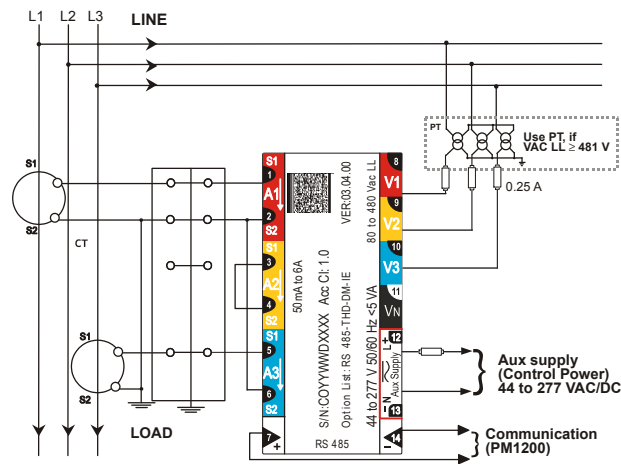 L1 L2 L3 LINE
PT
Use PT, if
VAC LL ≥ 481 V
0.25 A
S1
S2
CT
S1
S2
LOAD
S1
1
A1
2
S2
S1
3
A2
4
S2
S1
5
A3
6
S2
7
+
50mA to 6A
S/N:COYYWWDXXXX Acc Cl: 1.0
VER:03.04.00
Option List: RS 485-THD-DM-IE
80 to 480 Vac LL
44 to 277 V 50/60 Hz <5 VA
RS 485
8
V1
9
V2
10
V3
11
VN
12
L+
Aux Supply
N
13
14
–
Aux supply
(Control Power)
44 to 277 VAC/DC
Communication
(PM1200)